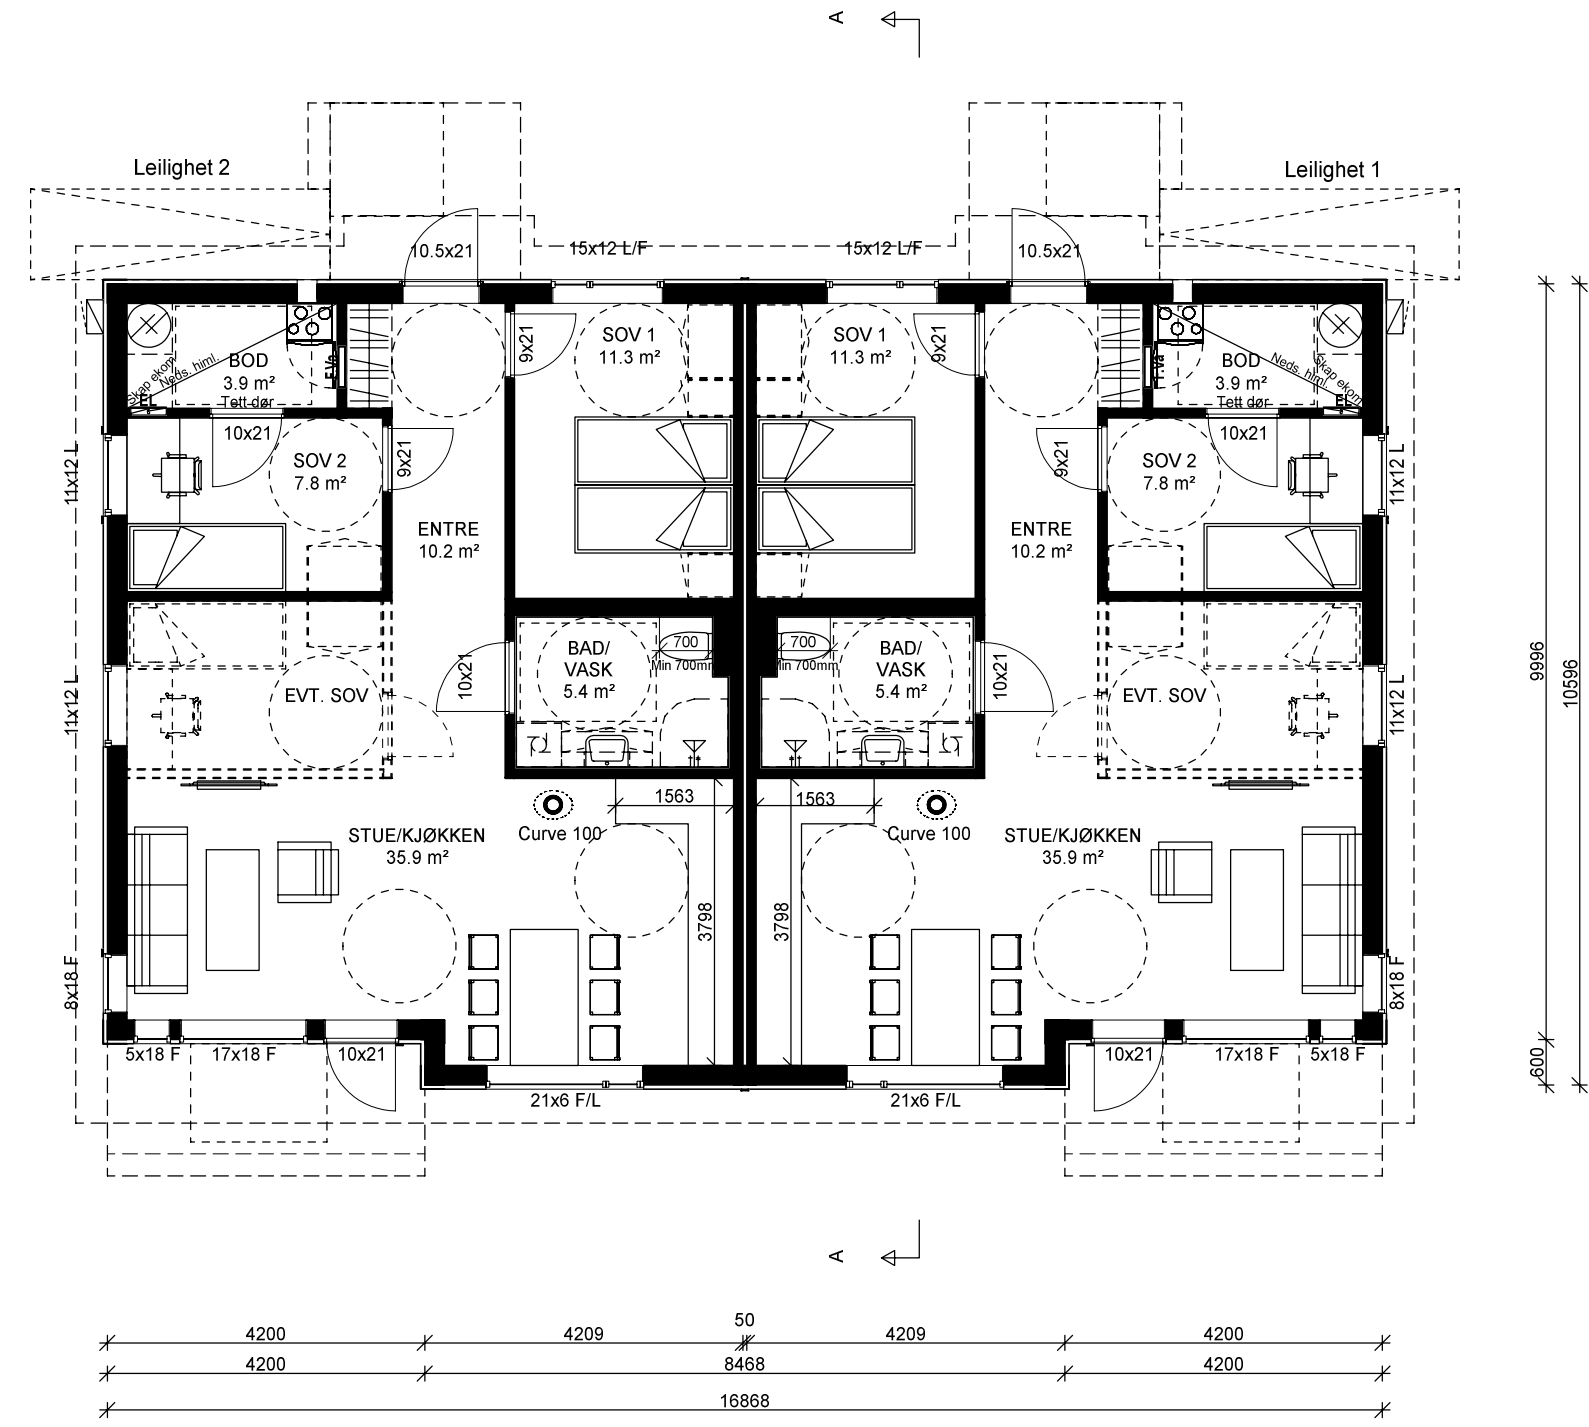 A
Leilighet 2
Leilighet 1
10.5x21
15x12 L/F
15x12 L/F
10.5x21
BOD
3.9 m²
Tett dør
Skap ekom
Neds. himl.
EL
F.Va
9x21
SOV 1
11.3 m²
SOV 1
11.3 m²
9x21
F.Va
BOD
3.9 m²
Tett dør
Neds. himl.
Skap ekom
EL
11x12 L
10x21
SOV 2
7.8 m²
9x21
9x21
SOV 2
7.8 m²
10x21
11x12 L
ENTRE
10.2 m²
ENTRE
10.2 m²
11x12 L
EVT. SOV
10x21
BAD/
VASK
5.4 m²
700
Min 700mm
700
Min 700mm
BAD/
VASK
5.4 m²
10x21
EVT. SOV
11x12 L
9996
10596
600
1563
1563
Curve 100
Curve 100
STUE/KJØKKEN
35.9 m²
STUE/KJØKKEN
35.9 m²
3798
3798
8x18 F
8x18 F
5x18 F
17x18 F
10x21
10x21
17x18 F
5x18 F
21x6 F/L
21x6 F/L
A
50
4200
4209
4209
4200
4200
8468
4200
16868